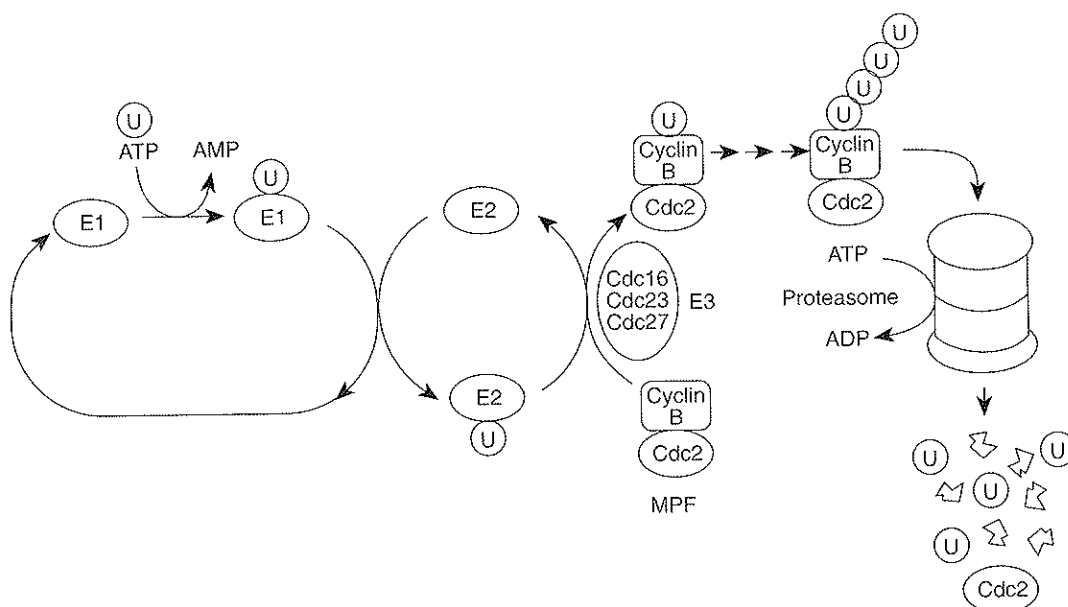 U
ATP
AMP
U
E1
E1
E2
E2
U
U
Cyclin
B
Cdc2
Cdc16
Cdc23
Cdc27
E3
Cyclin
B
Cdc2
MPF
U
U
U
U
Cyclin
B
Cdc2
ATP
Proteasome
ADP
U
U
U
U
Cdc2